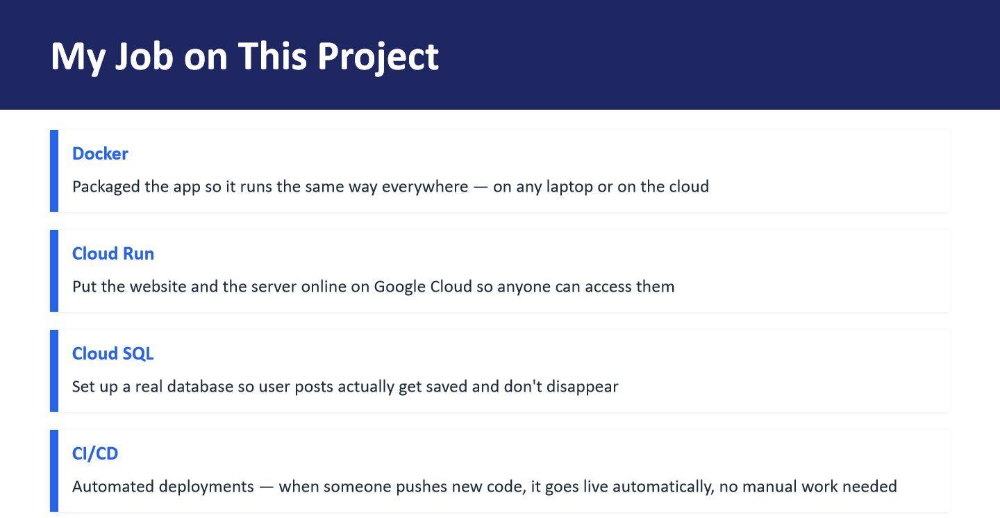 My Job on This Project
Docker
Packaged the app so it runs the same way everywhere — on any laptop or on the cloud
Cloud Run
Put the website and the server online on Google Cloud so anyone can access them
Cloud SQL
Set up a real database so user posts actually get saved and don't disappear
CI/CD
Automated deployments — when someone pushes new code, it goes live automatically, no manual work needed